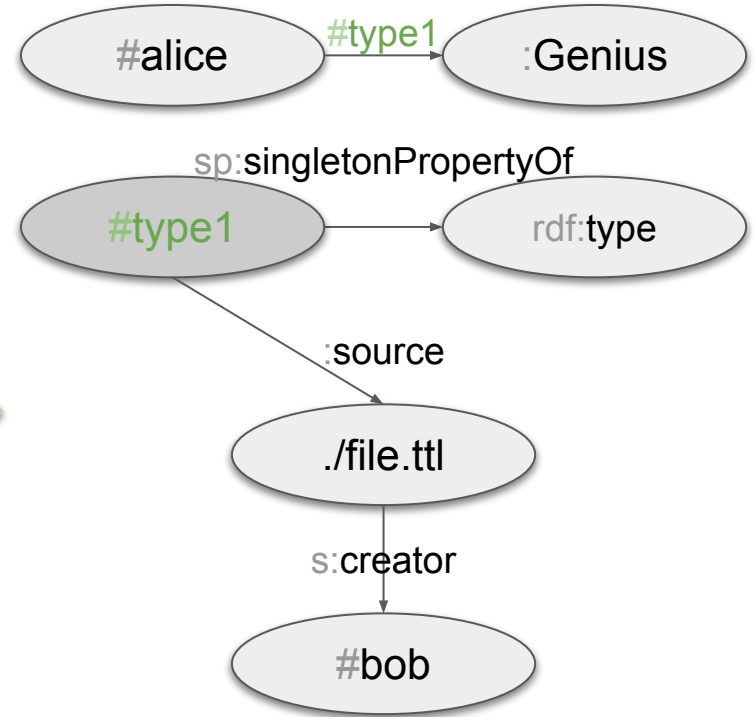 #alice
#type1
:Genius
sp:singletonPropertyOf
#type1
rdf:type
:source
./file.ttl
s:creator
#bob